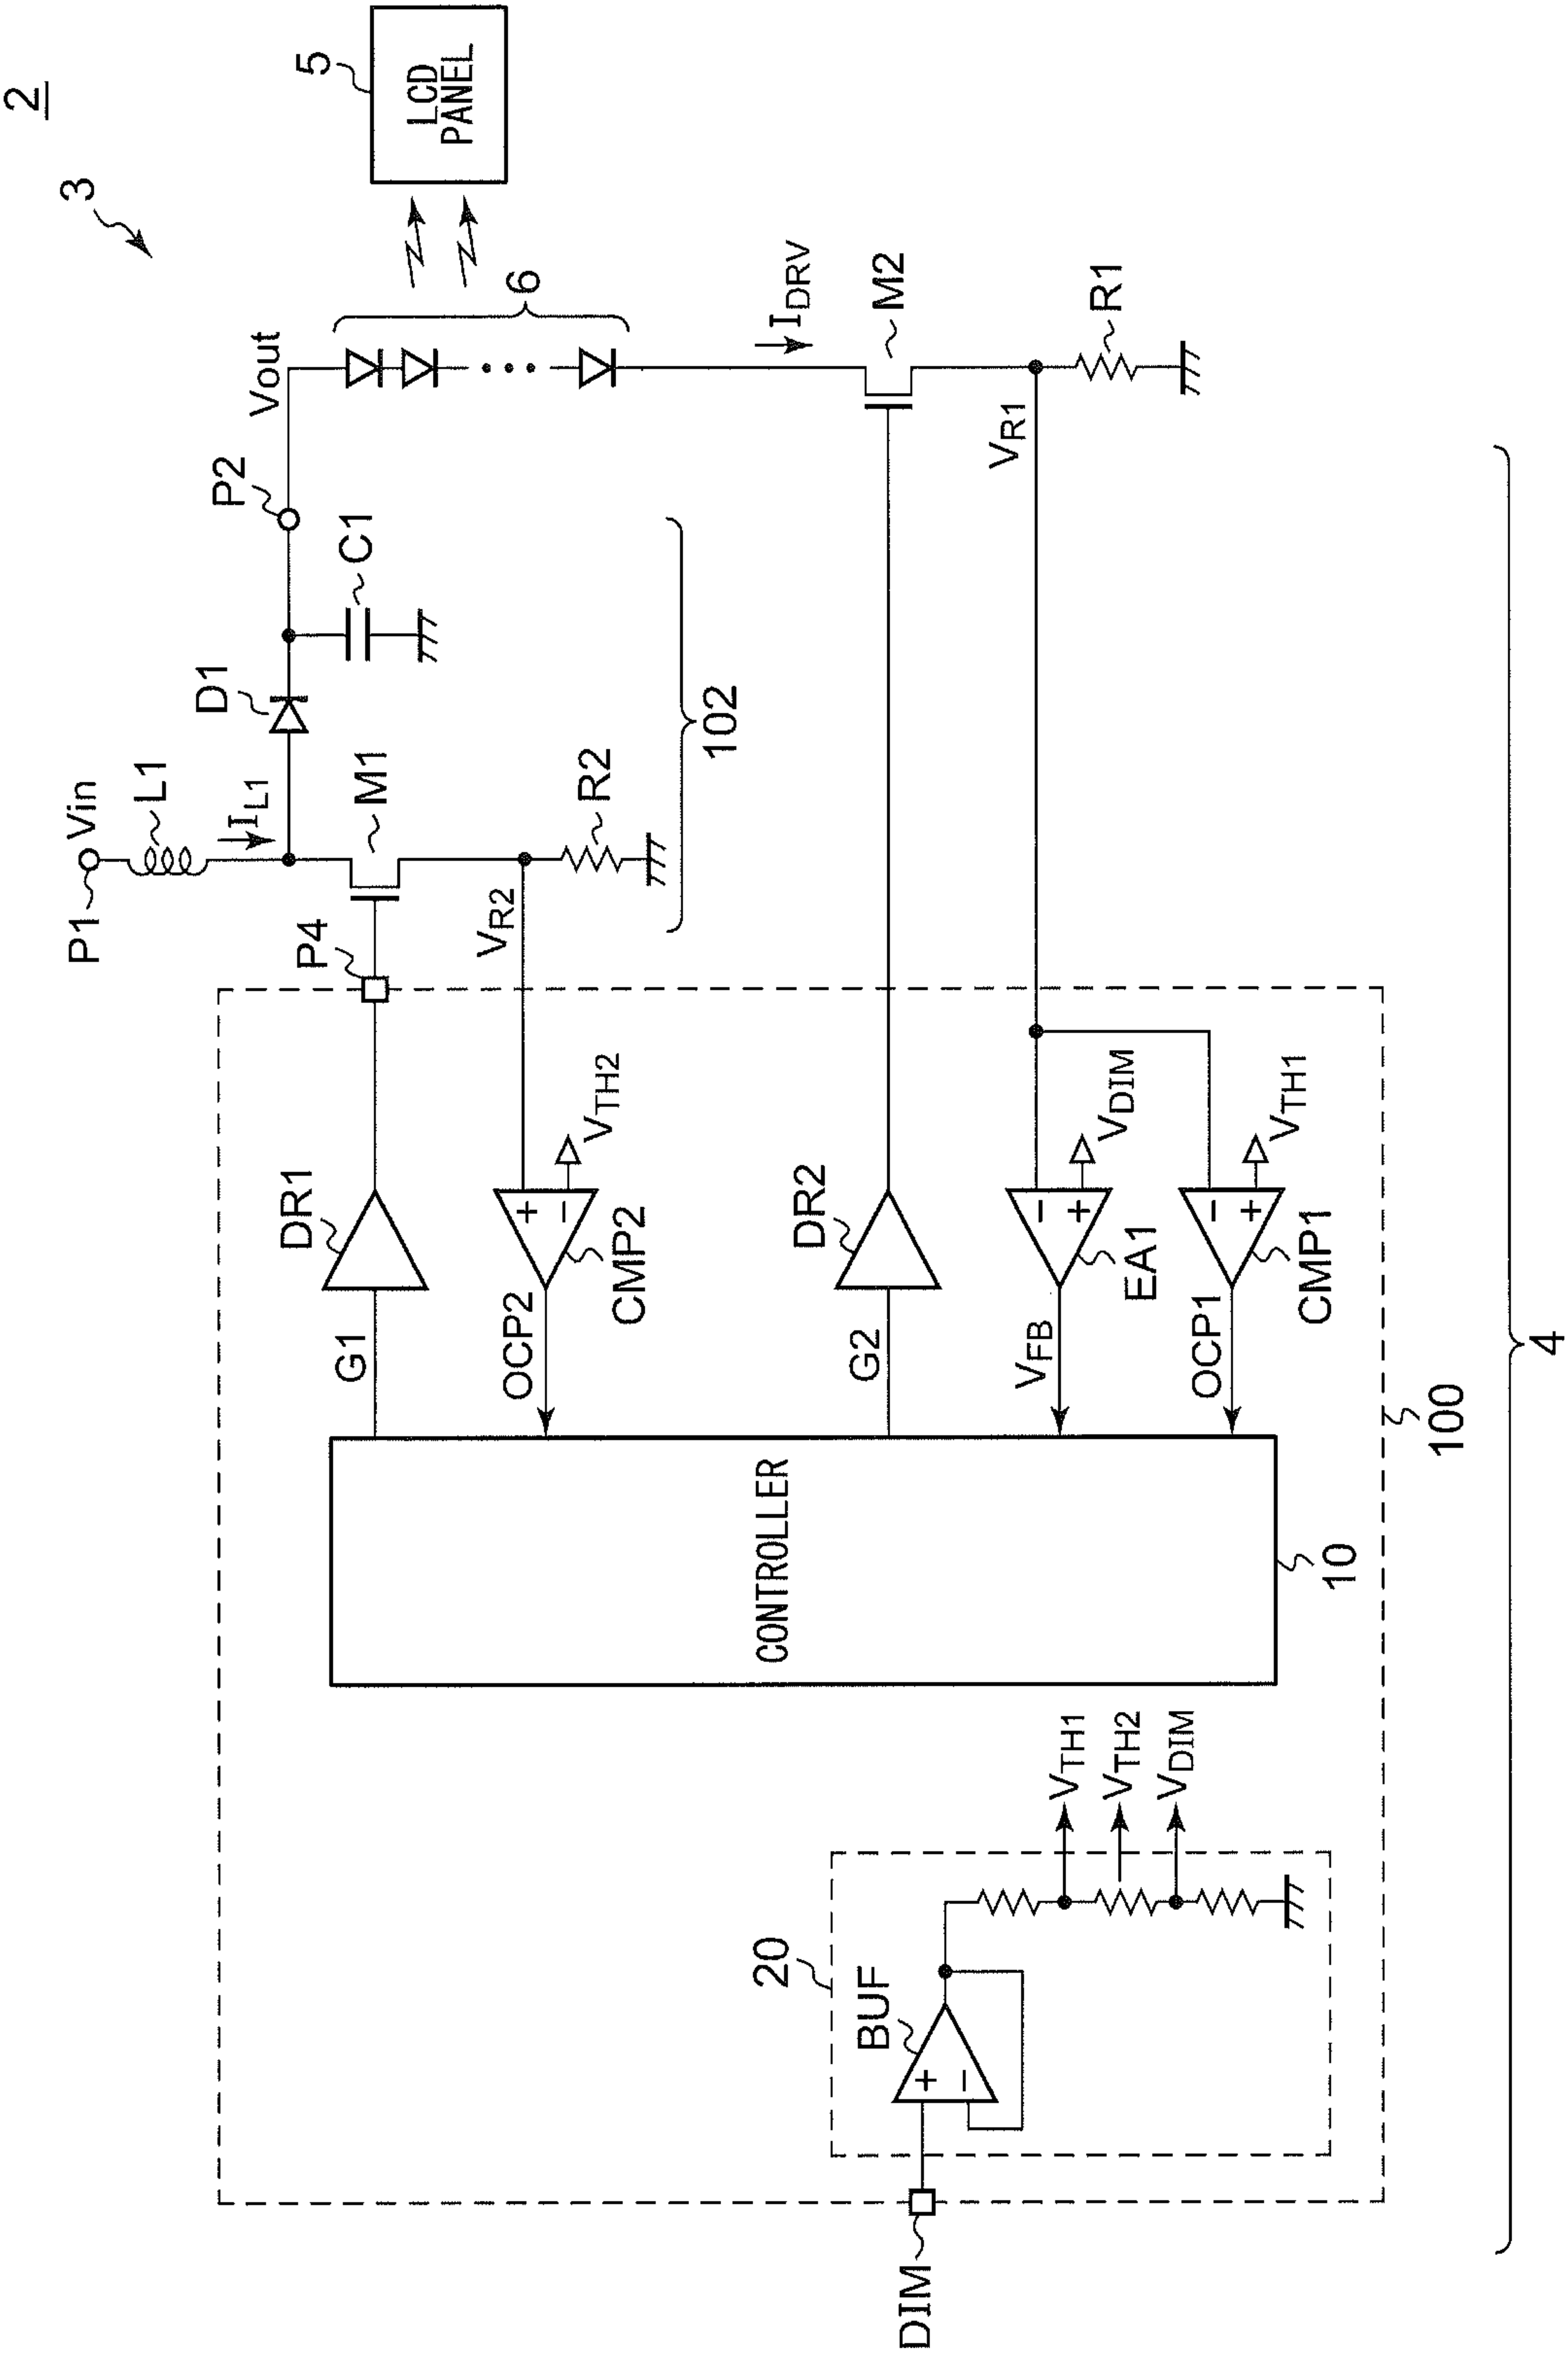 2
3
P1
Vin
L1
IL1
D1
P2
Vout
5
LCD
PANEL
C1
6
M1
P4
VR2
R2
102
IDRV
M2
VR1
R1
DR1
G1
VTH2
CMP2
OCP2
DR2
G2
VDIM
EA1
VFB
VTH1
CMP1
OCP1
CONTROLLER
10
100
20
BUF
+
−
+
−
−
+
−
+
VTH1
VTH2
VDIM
DIM
4